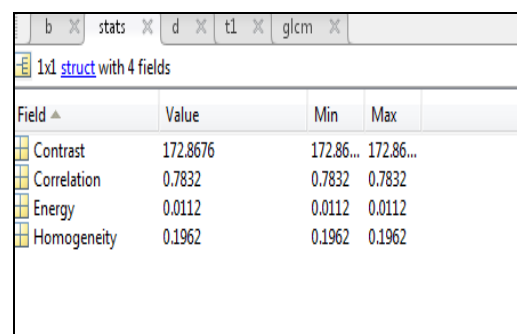 b stats d t1 glcm
1x1 struct with 4 fields
Field Value Min Max
Contrast 172.8676 172.86... 172.86...
Correlation 0.7832 0.7832 0.7832
Energy 0.0112 0.0112 0.0112
Homogeneity 0.1962 0.1962 0.1962